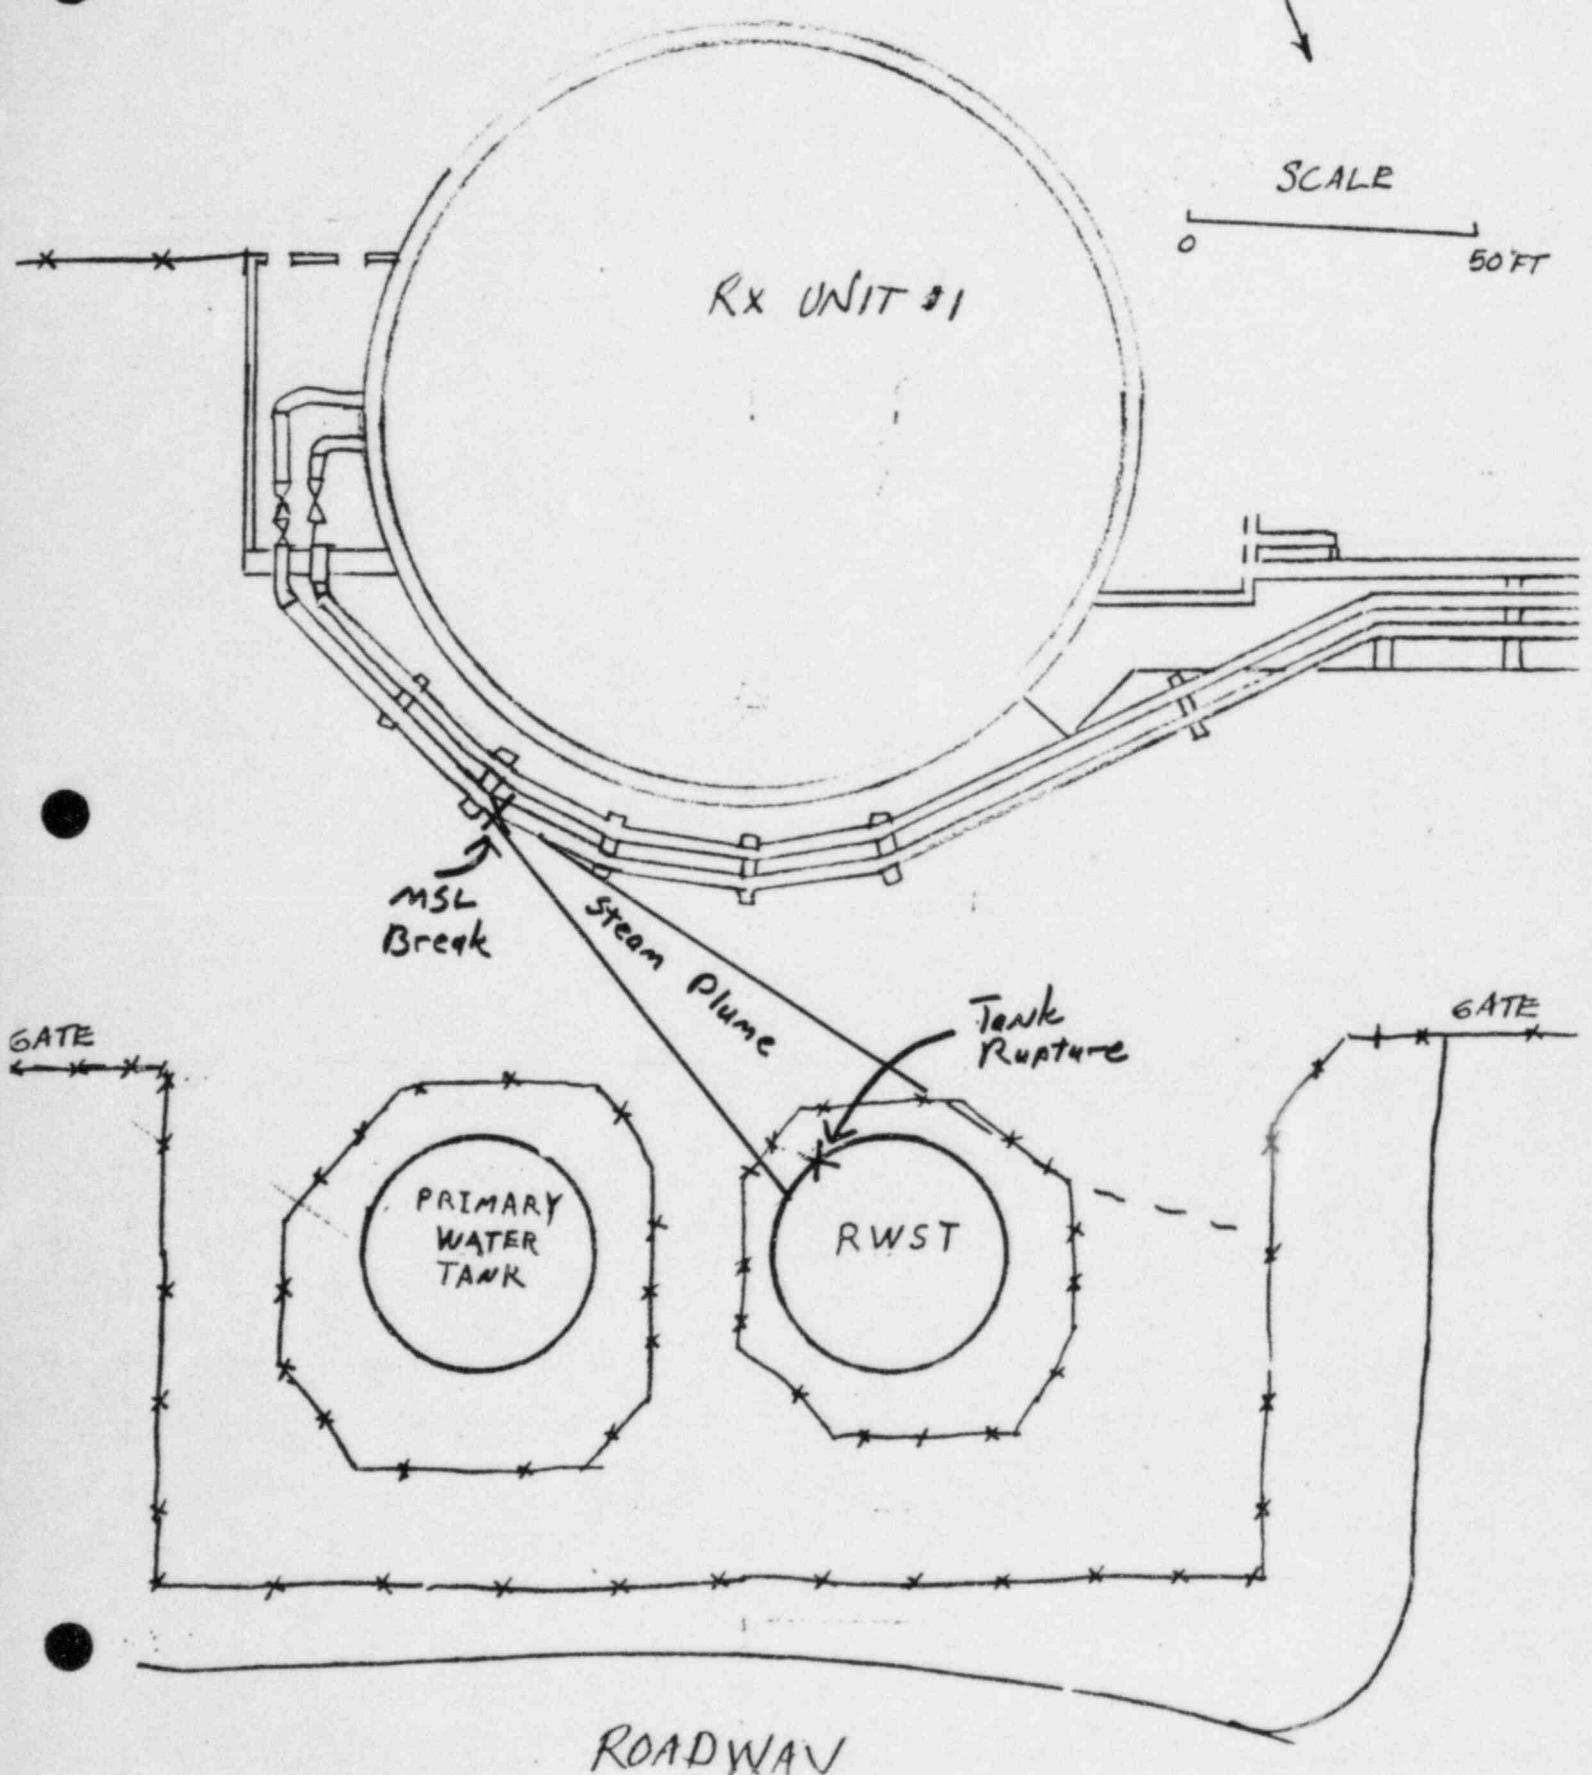 SCALE
0
50 FT
RX UNIT #1
MSL
Break
Steam Plume
Tank
Rupture
GATE
GATE
PRIMARY
WATER
TANK
RWST
ROADWAY